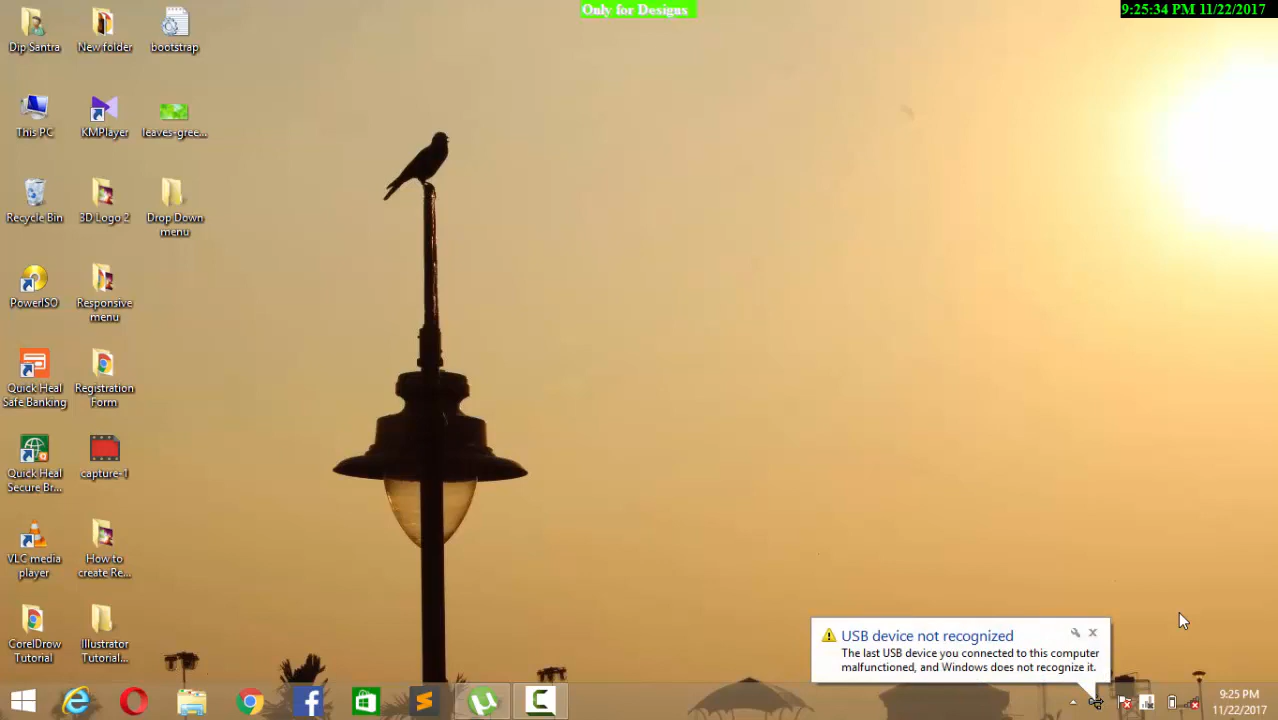 Only for Designs
9:25:34 PM 11/22/2017
Dip Santra
New folder
bootstrap
This PC
KMPlayer
leaves-gree...
Recycle Bin
3D Logo 2
Drop Down
menu
PowerISO
Responsive
menu
Quick Heal
Safe Banking
Registration
Form
Quick Heal
Secure Br...
capture-1
VLC media
player
How to
create Re...
CorelDrow
Tutorial
Illustrator
Tutorial...
USB device not recognized
The last USB device you connected to this computer
malfunctioned, and Windows does not recognize it.
9:25 PM
11/22/2017